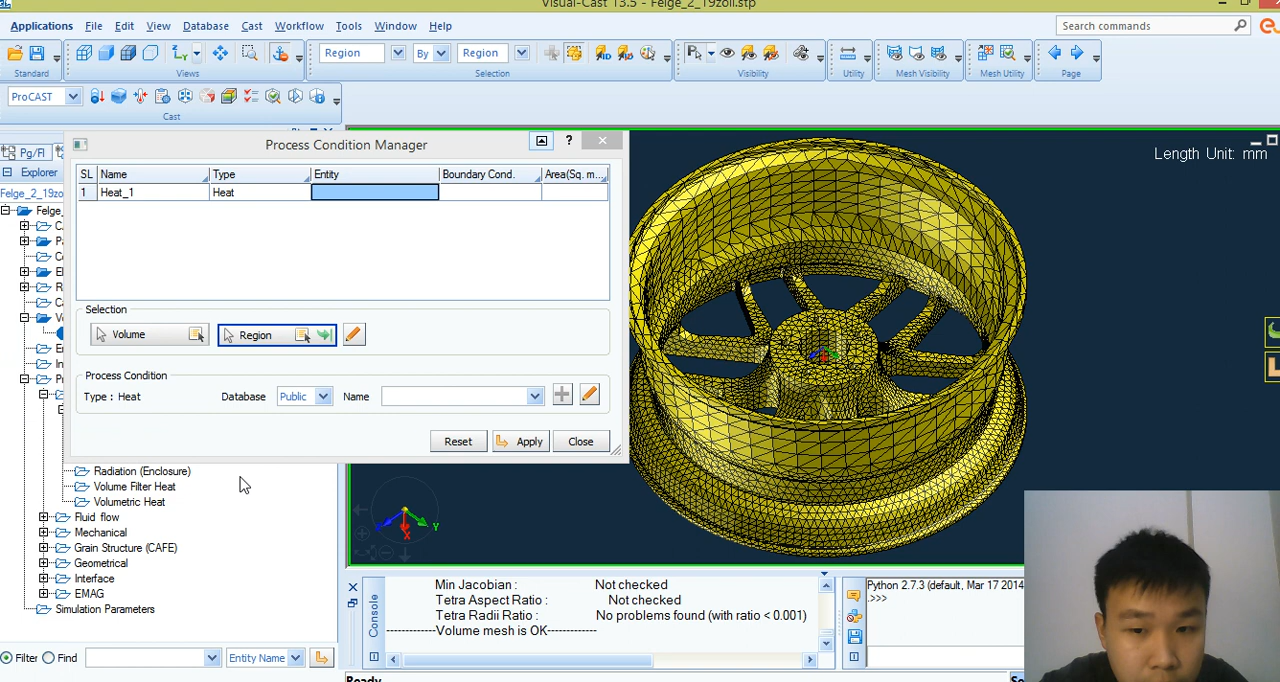 Visual-Cast 13.5 - Felge_2_19zoll.stp
Applications File Edit View Database Cast Workflow Tools Window Help
Search commands
Region By Region
Standard Views Selection Visibility Utility Mesh Visibility Mesh Utility Page
ProCAST
Cast
Pg/Fl
Explorer
Felge_2_19zo
Felge_
Process Condition Manager
?
SL Name Type Entity Boundary Cond. Area(Sq. m...
1 Heat_1 Heat
Selection
Volume Region
Process Condition
Type : Heat Database Public Name
Reset Apply Close
Radiation (Enclosure)
Volume Filter Heat
Volumetric Heat
Fluid flow
Mechanical
Grain Structure (CAFE)
Geometrical
Interface
EMAG
Simulation Parameters
Filter Find Entity Name
Length Unit: mm
X
Y
Console
Min Jacobian : Not checked
Tetra Aspect Ratio : Not checked
Tetra Radii Ratio : No problems found (with ratio < 0.001)
-------------Volume mesh is OK-------------
Python 2.7.3 (default, Mar 17 2014
>>>
Ready